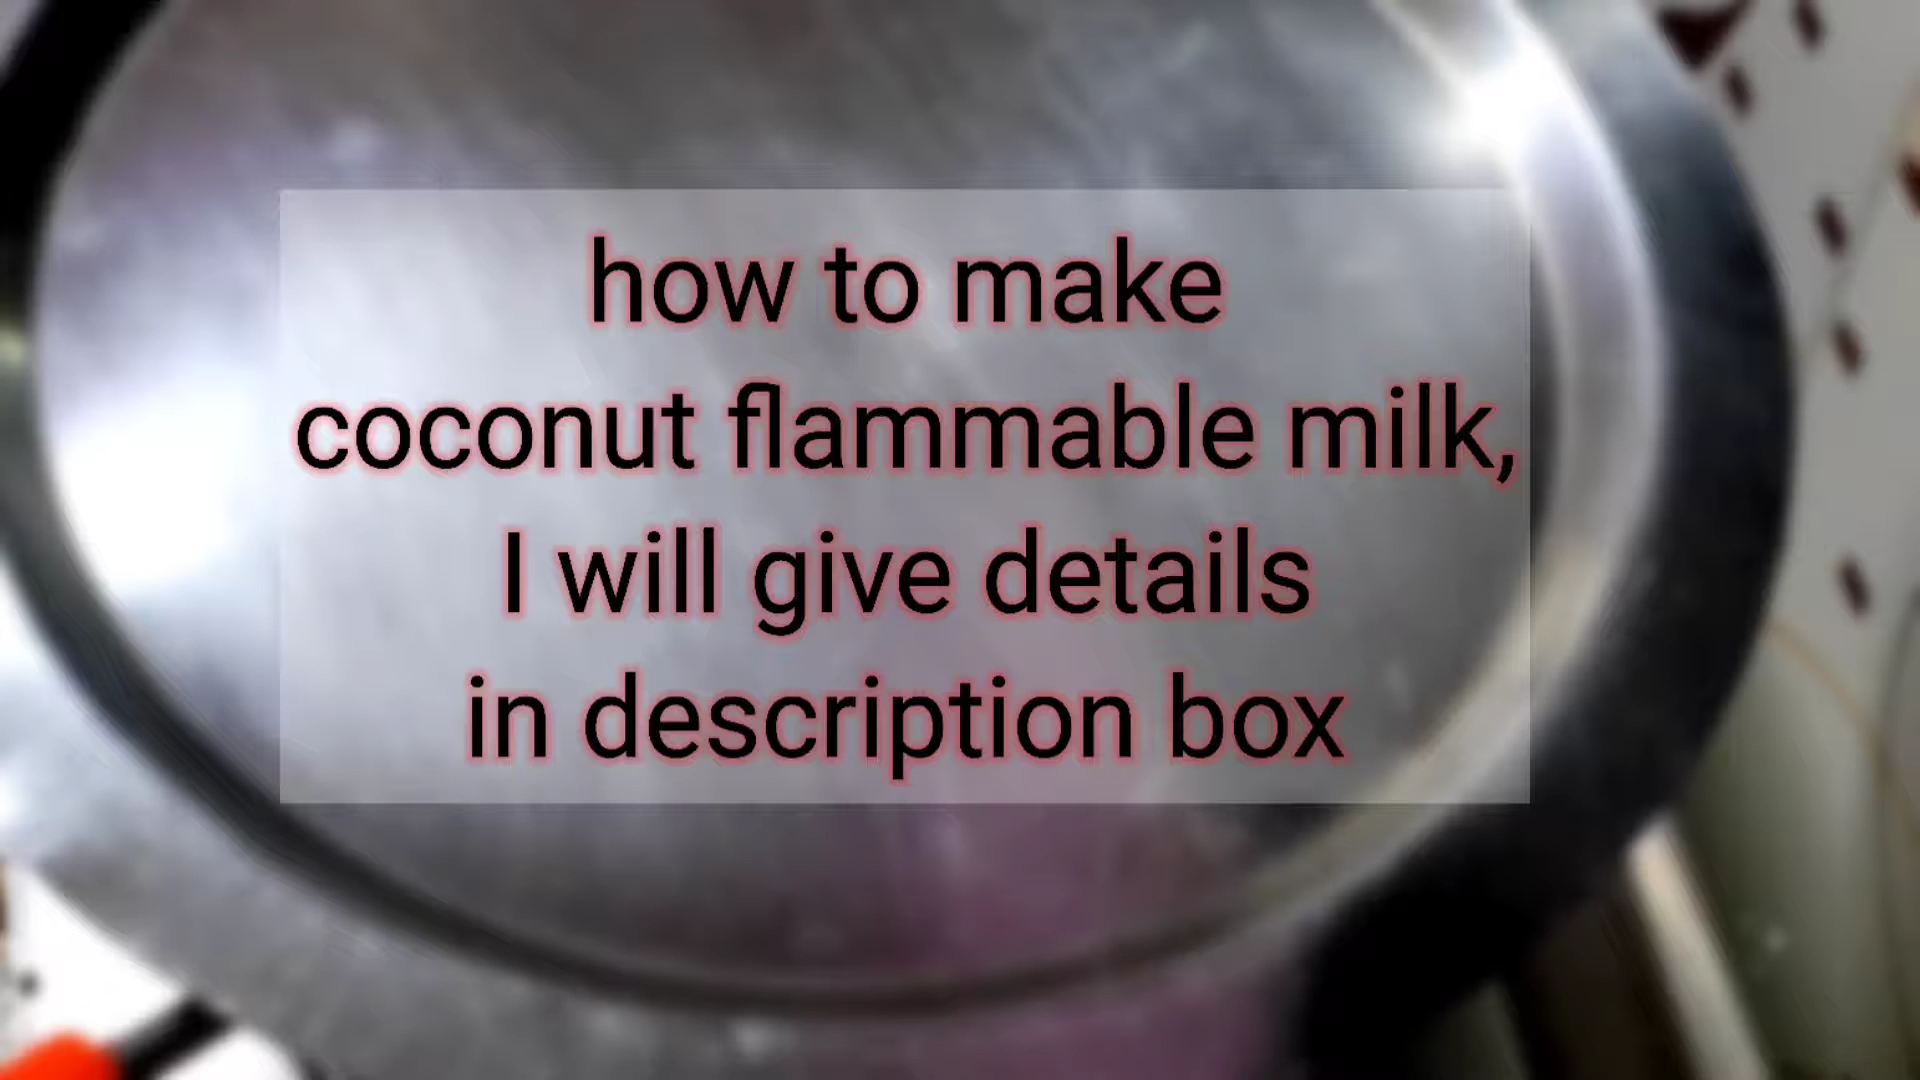 how to make
coconut flammable milk,
I will give details
in description box